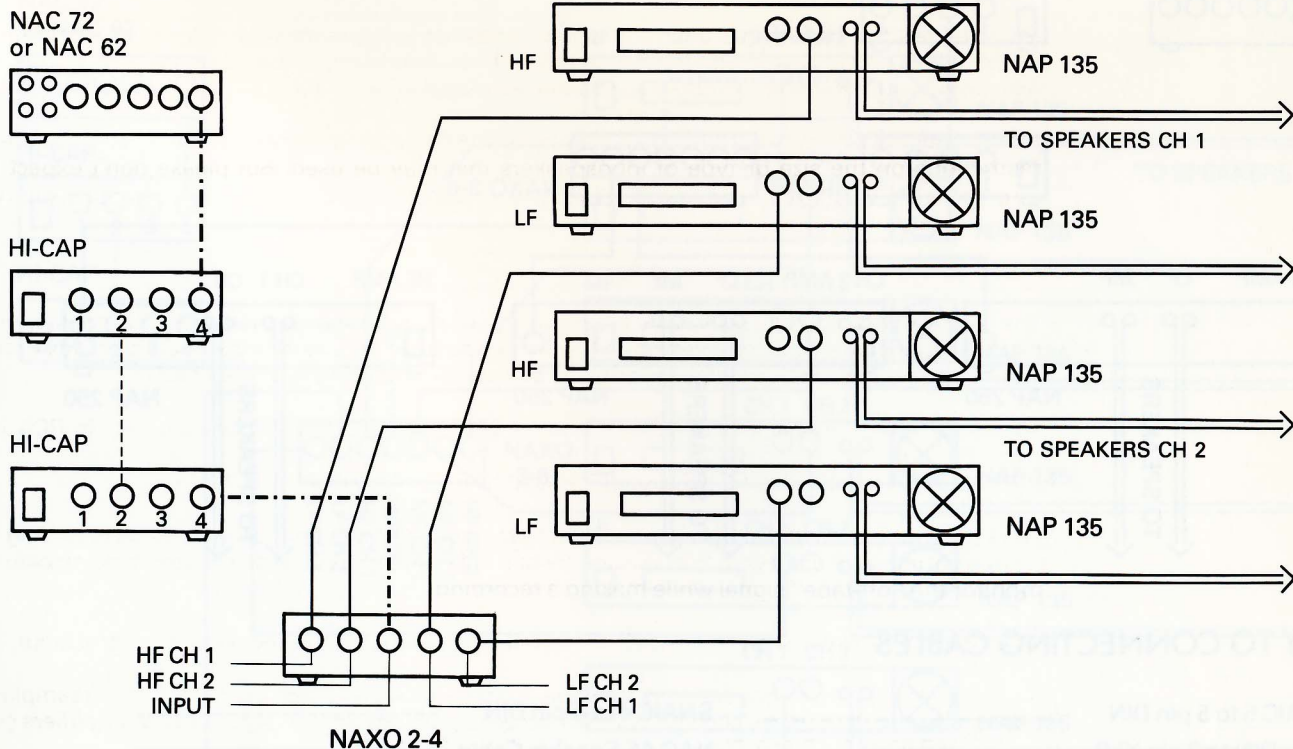 NAC 72
or NAC 62
HI-CAP
1 2 3 4
HI-CAP
1 2 3 4
HF
NAP 135
TO SPEAKERS CH 1
LF
NAP 135
HF
NAP 135
TO SPEAKERS CH 2
LF
NAP 135
HF CH 1
HF CH 2
INPUT
LF CH 2
LF CH 1
NAXO 2-4